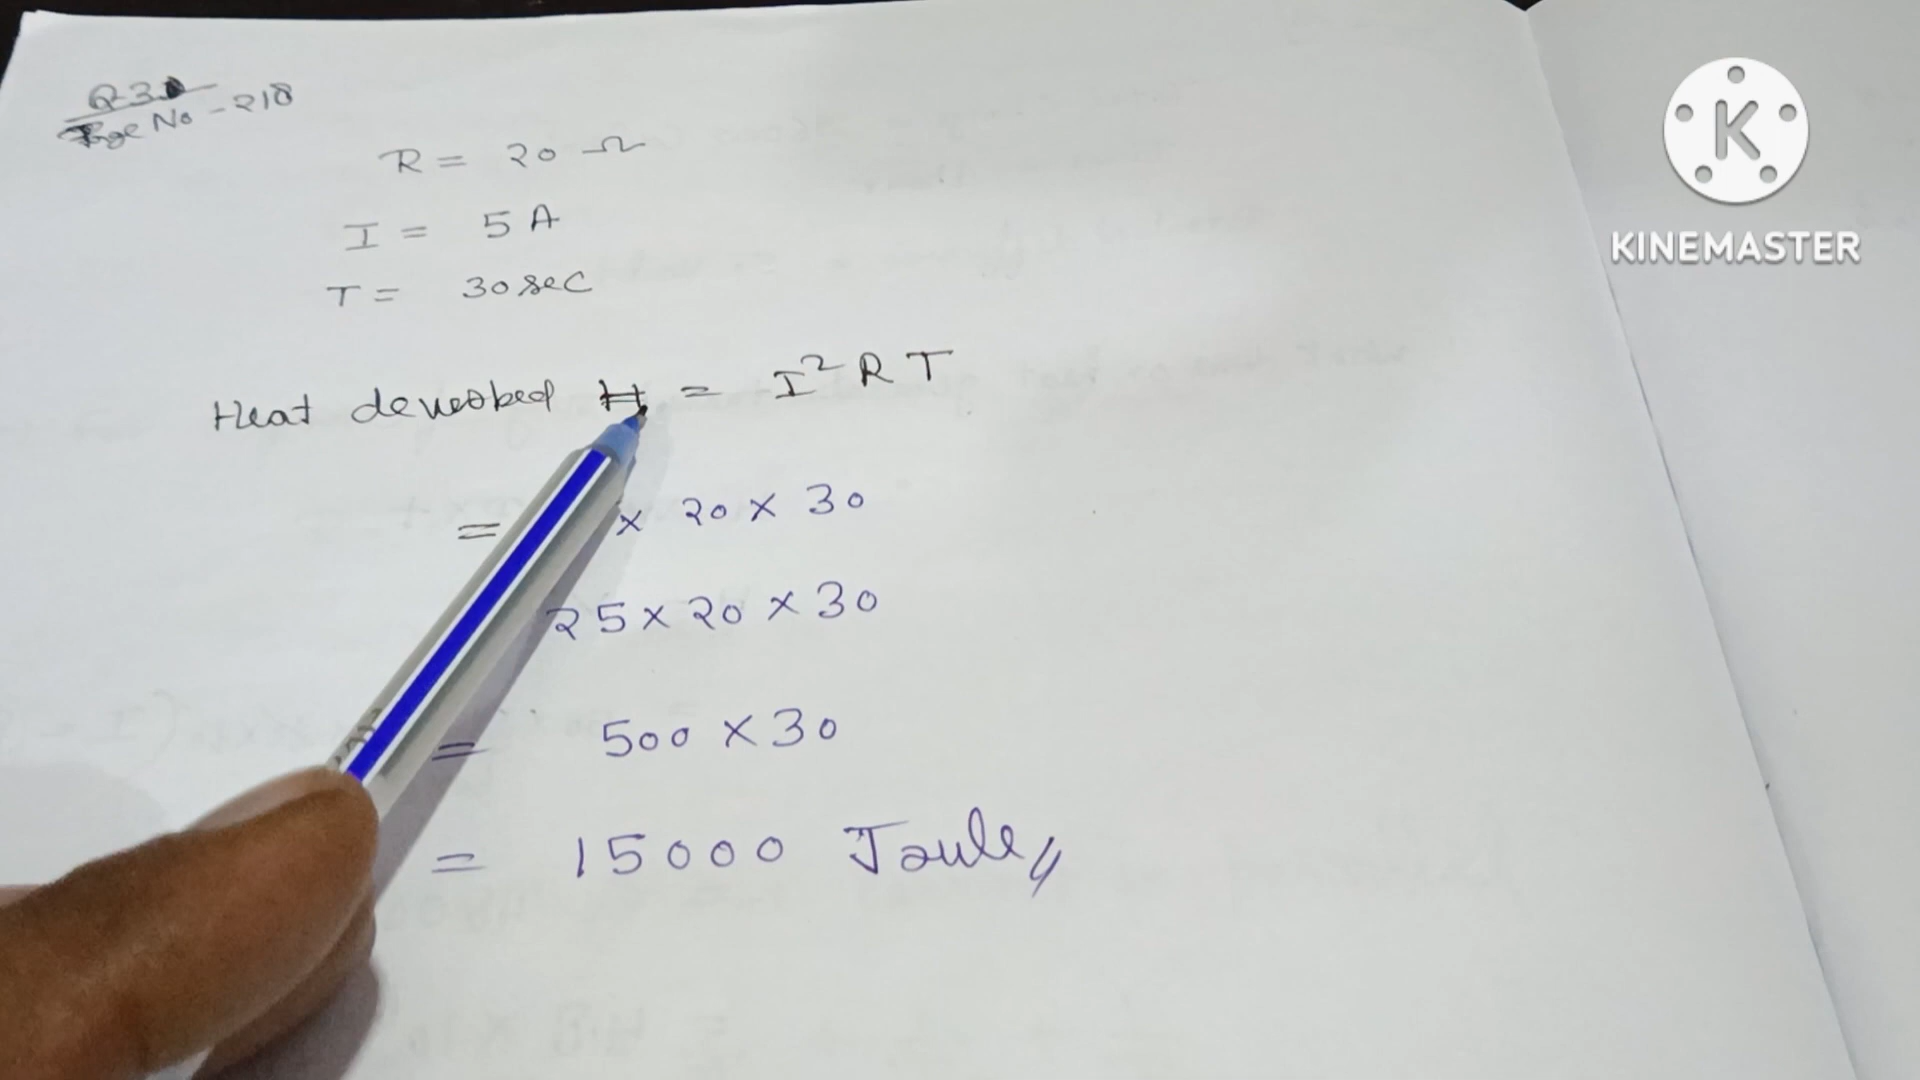 Q3
Page No - 218
R = 20 Ω
I = 5 A
T = 30 sec
Heat develobed H = I² R T
= × 20 × 30
25 × 20 × 30
= 500 × 30
= 15000 Joule
K
KINEMASTER